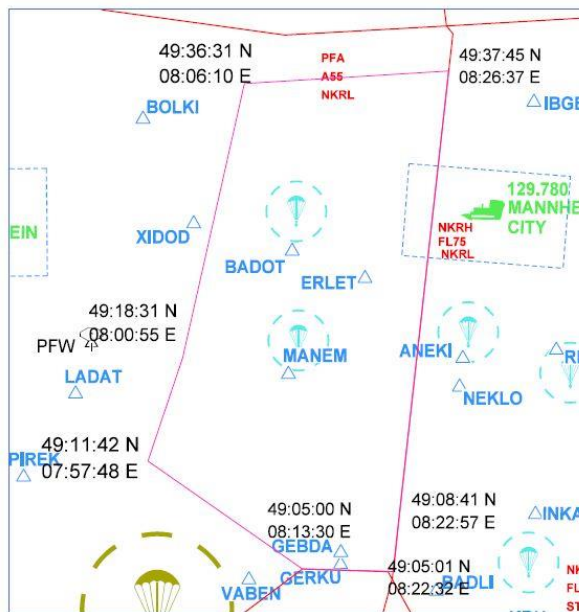 49:36:31 N
08:06:10 E
PFA
A55
NKRL
49:37:45 N
08:26:37 E
BOLKI
IBGE
129.780
MANNHE
CITY
EIN
XIDOD
NKRH
FL75
NKRL
BADOT
ERLET
49:18:31 N
08:00:55 E
PFW
MANEM
ANEKI
LADAT
NEKLO
49:11:42 N
07:57:48 E
PIREK
49:05:00 N
08:13:30 E
49:08:41 N
08:22:57 E
INKA
GEBDA
GERKU
49:05:01 N
08:22:32 E
VABEN
BADLI
NK
FL